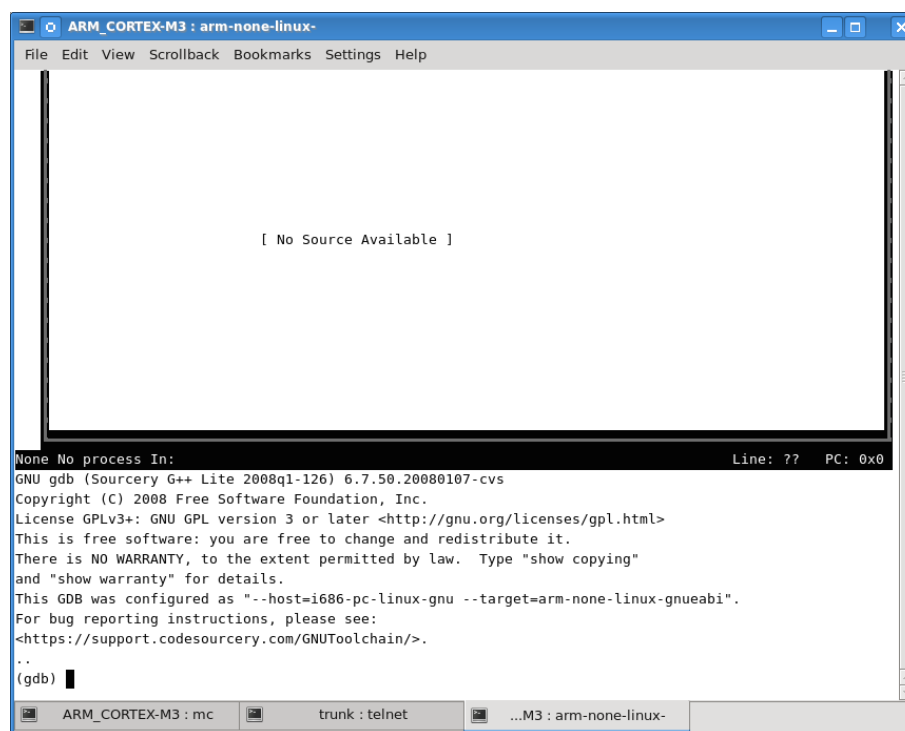 ARM_CORTEX-M3 : arm-none-linux-
File Edit View Scrollback Bookmarks Settings Help
[ No Source Available ]
None No process In: Line: ?? PC: 0x0
GNU gdb (Sourcery G++ Lite 2008q1-126) 6.7.50.20080107-cvs
Copyright (C) 2008 Free Software Foundation, Inc.
License GPLv3+: GNU GPL version 3 or later <http://gnu.org/licenses/gpl.html>
This is free software: you are free to change and redistribute it.
There is NO WARRANTY, to the extent permitted by law.  Type "show copying"
and "show warranty" for details.
This GDB was configured as "--host=i686-pc-linux-gnu --target=arm-none-linux-gnueabi".
For bug reporting instructions, please see:
<https://support.codesourcery.com/GNUToolchain/>.
..
(gdb)
ARM_CORTEX-M3 : mc trunk : telnet ...M3 : arm-none-linux-